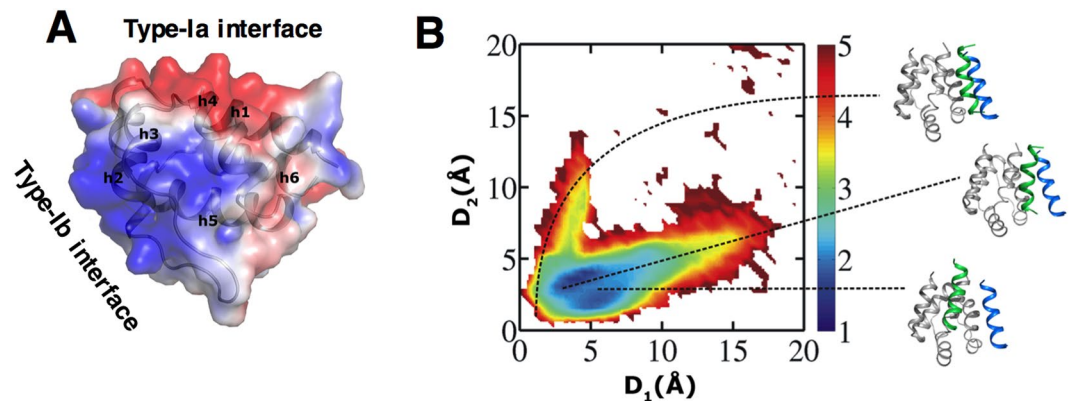 A
Type-Ia interface
h4
h1
h3
h2
h6
h5
Type-Ib interface
B
20
15
10
5
0
D₂(Å)
0
5
10
15
20
D₁(Å)
5
4
3
2
1